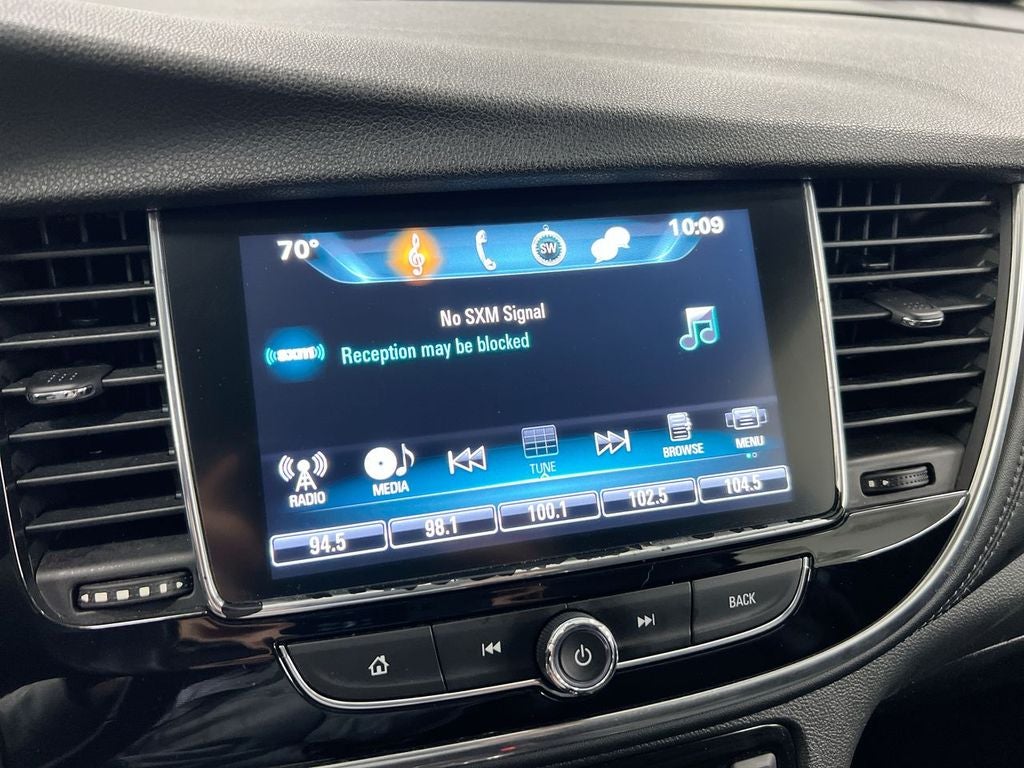 70°
SW
10:09
No SXM Signal
((sxm))
Reception may be blocked
RADIO
MEDIA
TUNE
BROWSE
MENU
94.5
98.1
100.1
102.5
104.5
BACK